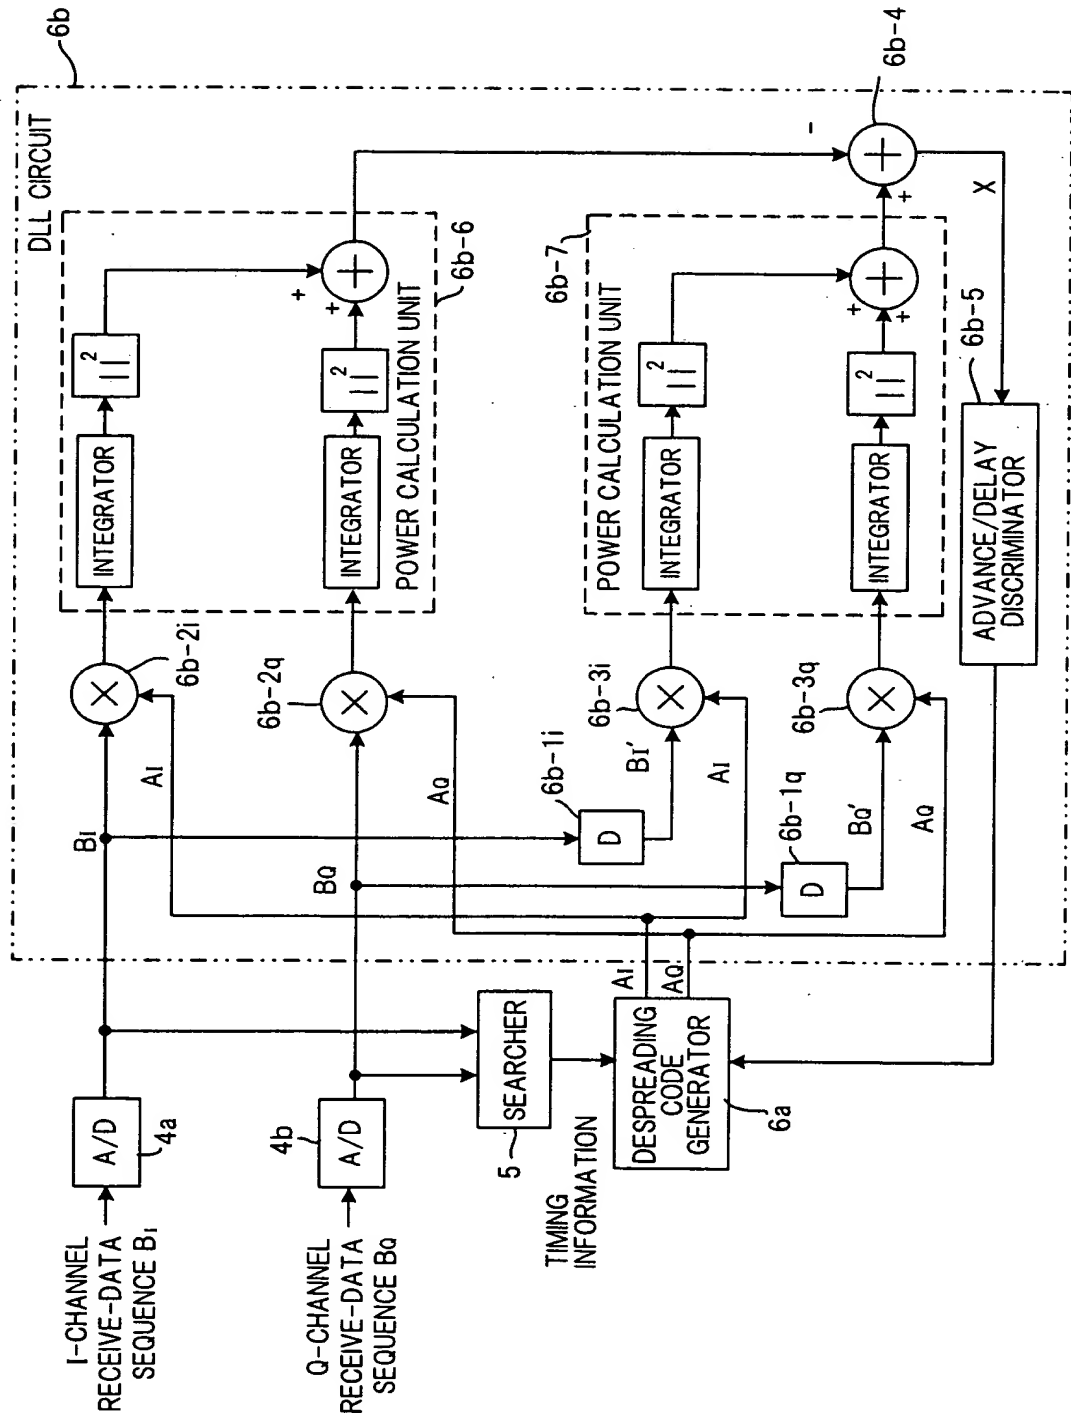 6b
DLL CIRCUIT
I-CHANNEL
RECEIVE-DATA
SEQUENCE BI
A/D
4a
BI
AI
×
6b-2i
INTEGRATOR
| |2
+
+
+
6b-6
Q-CHANNEL
RECEIVE-DATA
SEQUENCE BQ
4b
A/D
BQ
AQ
6b-2q
×
INTEGRATOR
| |2
POWER CALCULATION UNIT
-
+
+
6b-4
X
5
SEARCHER
TIMING
INFORMATION
D
6b-1i
BI'
AI
6b-3i
×
POWER CALCULATION UNIT
6b-7
INTEGRATOR
| |2
+
+
+
DESPREADING
CODE
GENERATOR
6a
AI
AQ
D
6b-1q
BQ'
AQ
6b-3q
×
INTEGRATOR
| |2
ADVANCE/DELAY
DISCRIMINATOR
6b-5